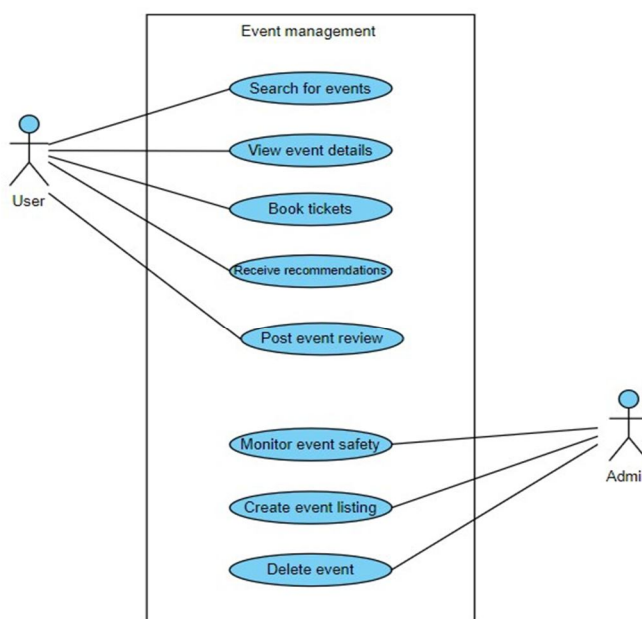 Event management
Search for events
View event details
User
Book tickets
Receive recommendations
Post event review
Monitor event safety
Admi
Create event listing
Delete event